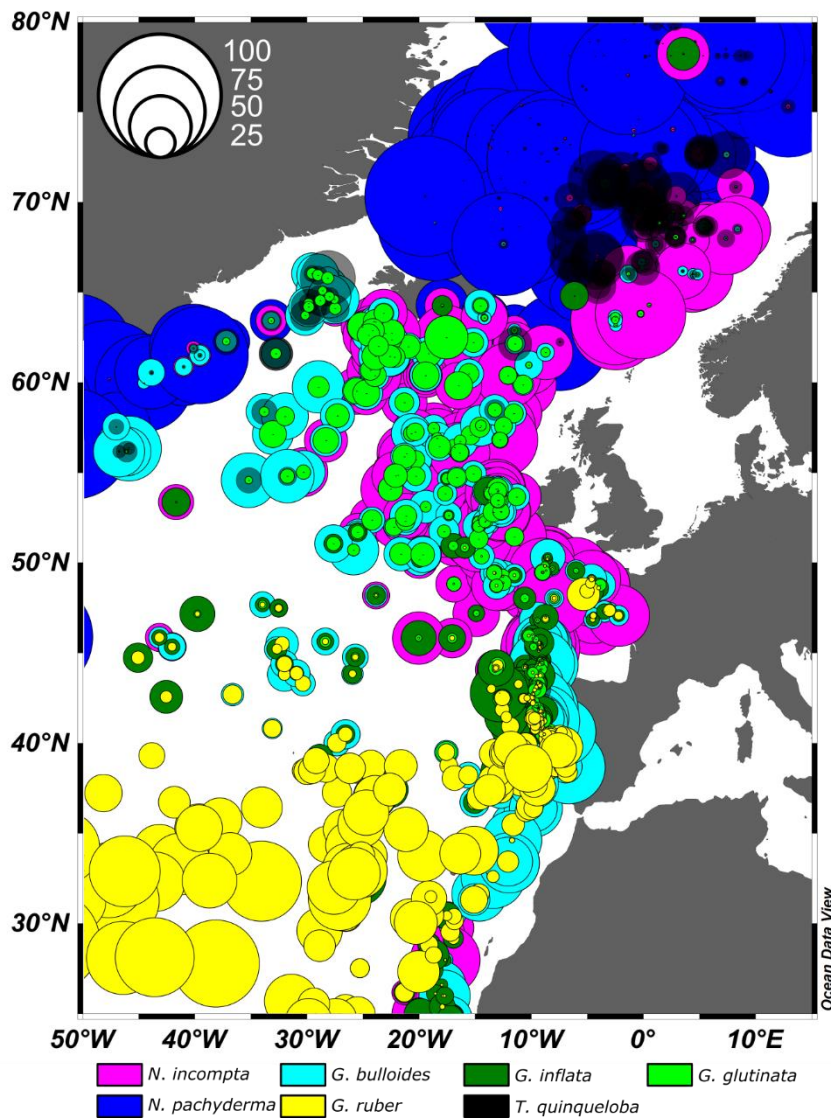 80°N
100
75
50
25
70°N
60°N
50°N
40°N
30°N
50°W 40°W 30°W 20°W 10°W 0° 10°E
Ocean Data View
N. incompta G. bulloides G. inflata G. glutinata
N. pachyderma G. ruber T. quinqueloba